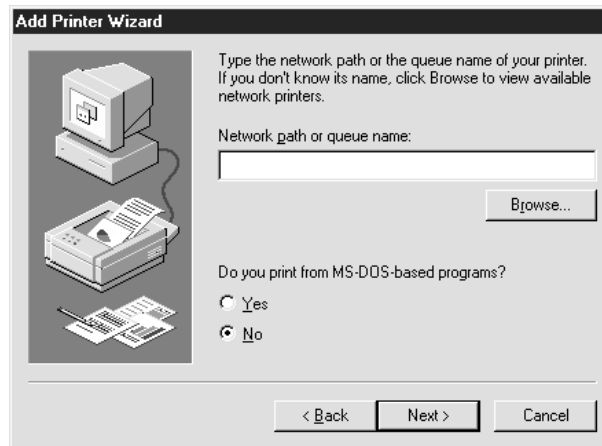 Add Printer Wizard
Type the network path or the queue name of your printer.
If you don't know its name, click Browse to view available
network printers.
Network path or queue name:
Browse...
Do you print from MS-DOS-based programs?
Yes
No
< Back
Next >
Cancel